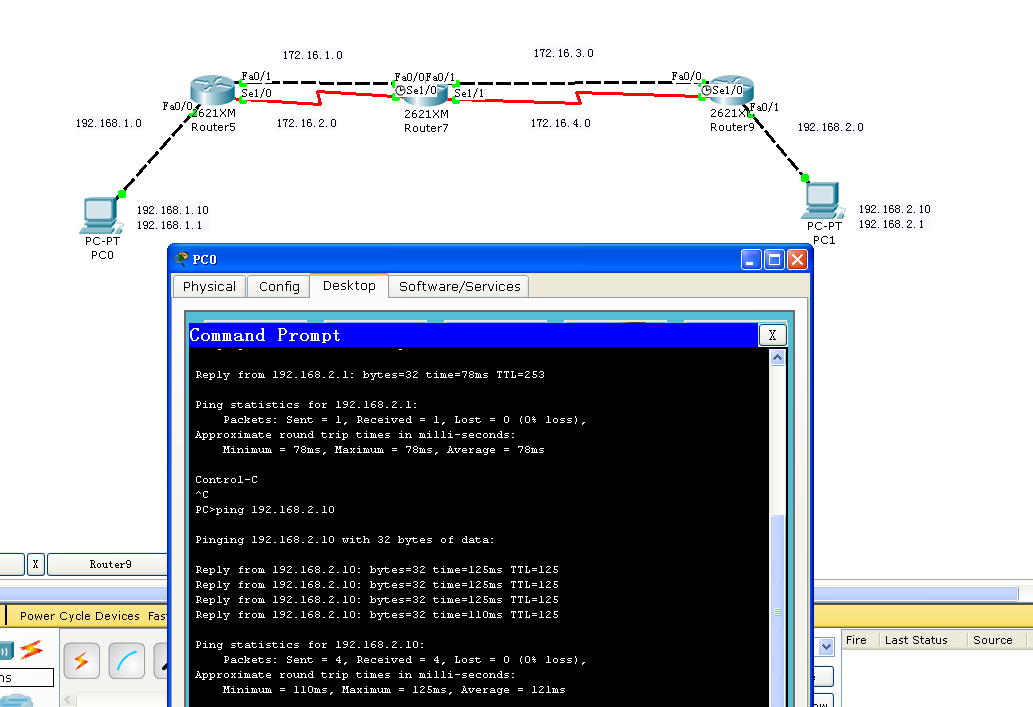 172.16.1.0
172.16.3.0
Fa0/1
Fa0/0Fa0/1
Fa0/0
Se1/0
Se1/0
Se1/1
Se1/0
Fa0/0
2621XM
Router5
2621XM
Router7
2621XM
Router9
Fa0/1
192.168.1.0
172.16.2.0
172.16.4.0
192.168.2.0
192.168.1.10
192.168.1.1
PC-PT
PC0
192.168.2.10
192.168.2.1
PC-PT
PC1
PC0
Physical
Config
Desktop
Software/Services
Command Prompt
X
Reply from 192.168.2.1: bytes=32 time=78ms TTL=253
Ping statistics for 192.168.2.1:
Packets: Sent = 1, Received = 1, Lost = 0 (0% loss),
Approximate round trip times in milli-seconds:
Minimum = 78ms, Maximum = 78ms, Average = 78ms
Control-C
^C
PC>ping 192.168.2.10
Pinging 192.168.2.10 with 32 bytes of data:
Reply from 192.168.2.10: bytes=32 time=125ms TTL=125
Reply from 192.168.2.10: bytes=32 time=125ms TTL=125
Reply from 192.168.2.10: bytes=32 time=125ms TTL=125
Reply from 192.168.2.10: bytes=32 time=110ms TTL=125
Ping statistics for 192.168.2.10:
Packets: Sent = 4, Received = 4, Lost = 0 (0% loss),
Approximate round trip times in milli-seconds:
Minimum = 110ms, Maximum = 125ms, Average = 121ms
X
Router9
Power Cycle Devices Fas
Fire
Last Status
Source